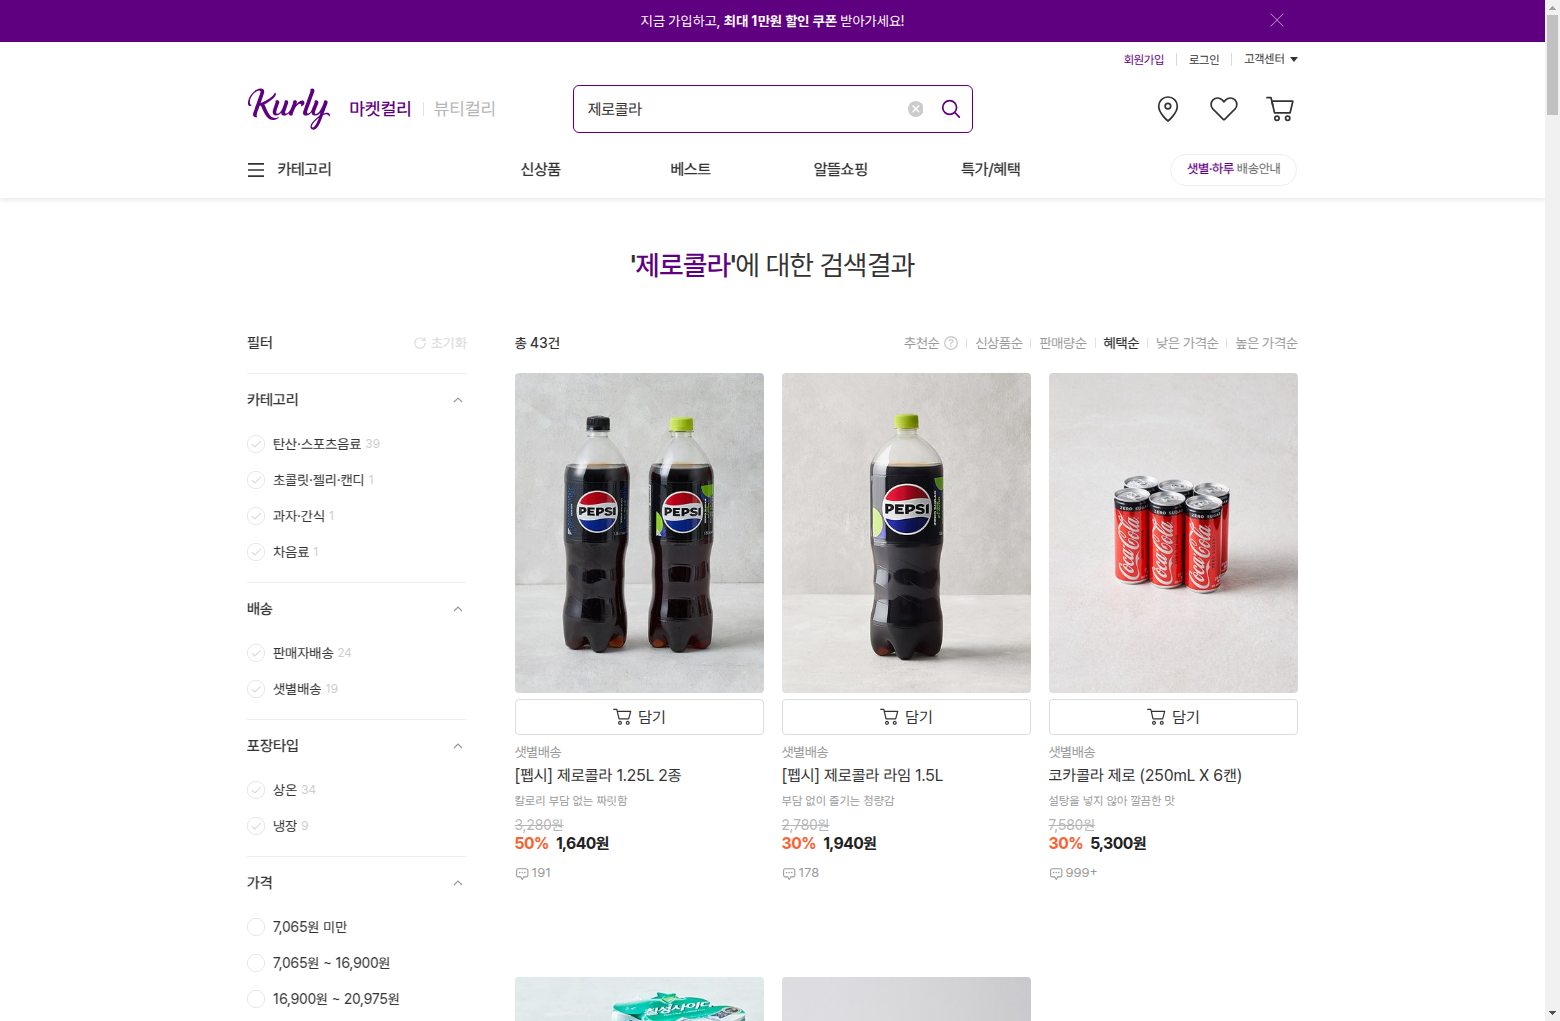 지금 가입하고, 최대 1만원 할인 쿠폰 받아가세요!
회원가입 로그인 고객센터
Kurly 마켓컬리 뷰티컬리 제로콜라
카테고리 신상품 베스트 알뜰쇼핑 특가/혜택 샛별·하루 배송안내
'제로콜라'에 대한 검색결과
필터 초기화
총 43건 추천순 ? 신상품순 판매량순 혜택순 낮은 가격순 높은 가격순
카테고리
탄산·스포츠음료 39
초콜릿·젤리·캔디 1
과자·간식 1
차음료 1
배송
판매자배송 24
샛별배송 19
포장타입
상온 34
냉장 9
가격
7,065원 미만
7,065원 ~ 16,900원
16,900원 ~ 20,975원
PEPSI PEPSI
담기
샛별배송
[펩시] 제로콜라 1.25L 2종
칼로리 부담 없는 짜릿함
3,280원
50% 1,640원
191
PEPSI
담기
샛별배송
[펩시] 제로콜라 라임 1.5L
부담 없이 즐기는 청량감
2,780원
30% 1,940원
178
ZERO SUGAR
Coca-Cola Coca-Cola Coca-Cola
담기
샛별배송
코카콜라 제로 (250mL X 6캔)
설탕을 넣지 않아 깔끔한 맛
7,580원
30% 5,300원
999+
칠성사이다